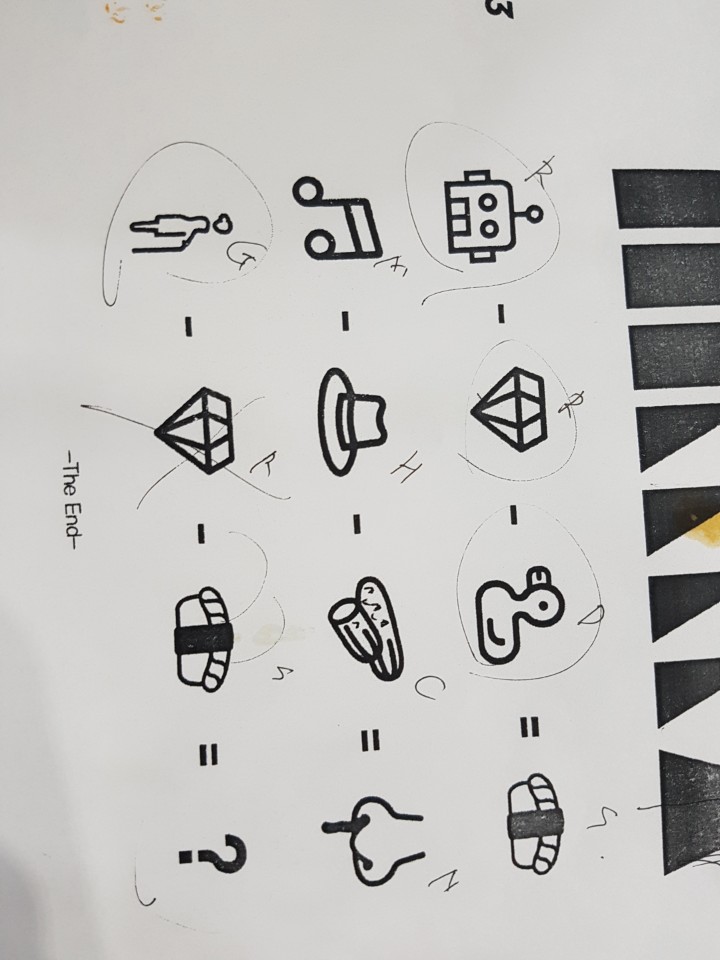 3
R R D
- - =
H C N
- - =
G R
- - = ?
-The End-